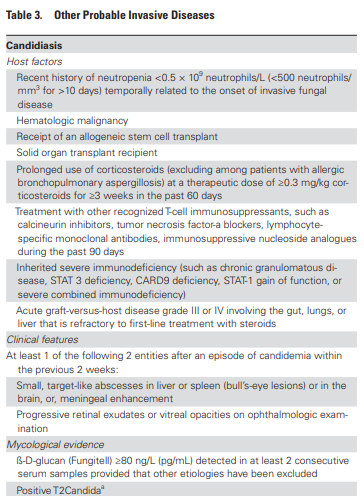 Table 3. Other Probable Invasive Diseases
Candidiasis
Host factors
Recent history of neutropenia <0.5 × 10⁹ neutrophils/L (<500 neutrophils/
mm³ for >10 days) temporally related to the onset of invasive fungal
disease
Hematologic malignancy
Receipt of an allogeneic stem cell transplant
Solid organ transplant recipient
Prolonged use of corticosteroids (excluding among patients with allergic
bronchopulmonary aspergillosis) at a therapeutic dose of ≥0.3 mg/kg cor-
ticosteroids for ≥3 weeks in the past 60 days
Treatment with other recognized T-cell immunosuppressants, such as
calcineurin inhibitors, tumor necrosis factor-a blockers, lymphocyte-
specific monoclonal antibodies, immunosuppressive nucleoside analogues
during the past 90 days
Inherited severe immunodeficiency (such as chronic granulomatous di-
sease, STAT 3 deficiency, CARD9 deficiency, STAT-1 gain of function, or
severe combined immunodeficiency)
Acute graft-versus-host disease grade III or IV involving the gut, lungs, or
liver that is refractory to first-line treatment with steroids
Clinical features
At least 1 of the following 2 entities after an episode of candidemia within
the previous 2 weeks:
Small, target-like abscesses in liver or spleen (bull's-eye lesions) or in the
brain, or, meningeal enhancement
Progressive retinal exudates or vitreal opacities on ophthalmologic exam-
ination
Mycological evidence
ß-D-glucan (Fungitell) ≥80 ng/L (pg/mL) detected in at least 2 consecutive
serum samples provided that other etiologies have been excluded
Positive T2Candidaᵃ